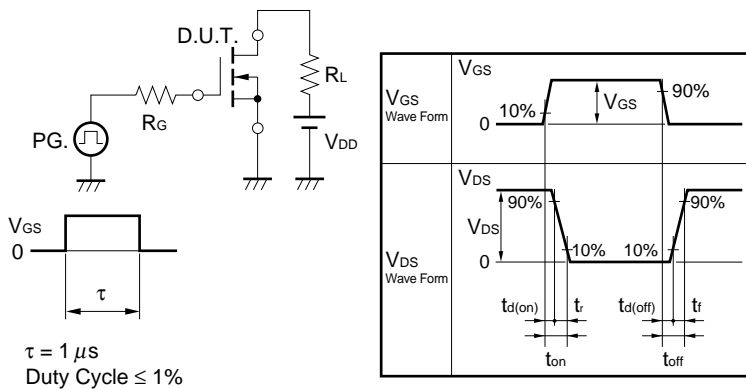 D.U.T.
RL
RG
PG.
VDD
VGS
0
τ
τ = 1 μs
Duty Cycle ≤ 1%
VGS
Wave Form
VGS
10%
VGS
90%
0
VDS
Wave Form
VDS
90%
VDS
10%
10%
90%
0
td(on)
tr
td(off)
tf
ton
toff